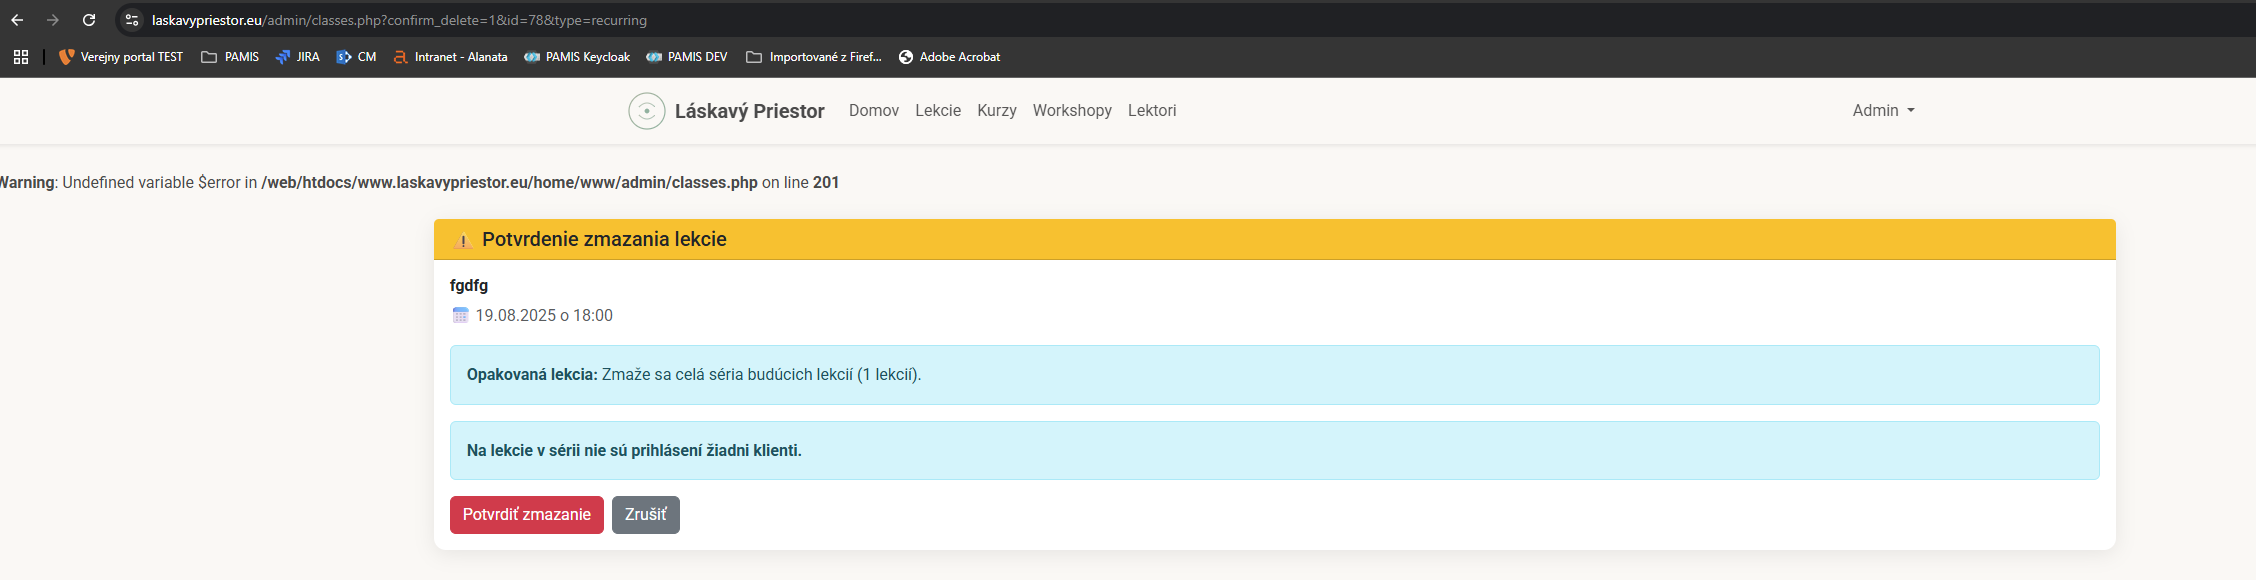 laskavypriestor.eu/admin/classes.php?confirm_delete=1&id=78&type=recurring
Verejny portal TEST PAMIS JIRA CM Intranet - Alanata PAMIS Keycloak PAMIS DEV Importované z Firef... Adobe Acrobat
Láskavý Priestor Domov Lekcie Kurzy Workshopy Lektori Admin
Warning: Undefined variable $error in /web/htdocs/www.laskavypriestor.eu/home/www/admin/classes.php on line 201
Potvrdenie zmazania lekcie
fgdfg
19.08.2025 o 18:00
Opakovaná lekcia: Zmaže sa celá séria budúcich lekcií (1 lekcií).
Na lekcie v sérii nie sú prihlásení žiadni klienti.
Potvrdiť zmazanie Zrušiť